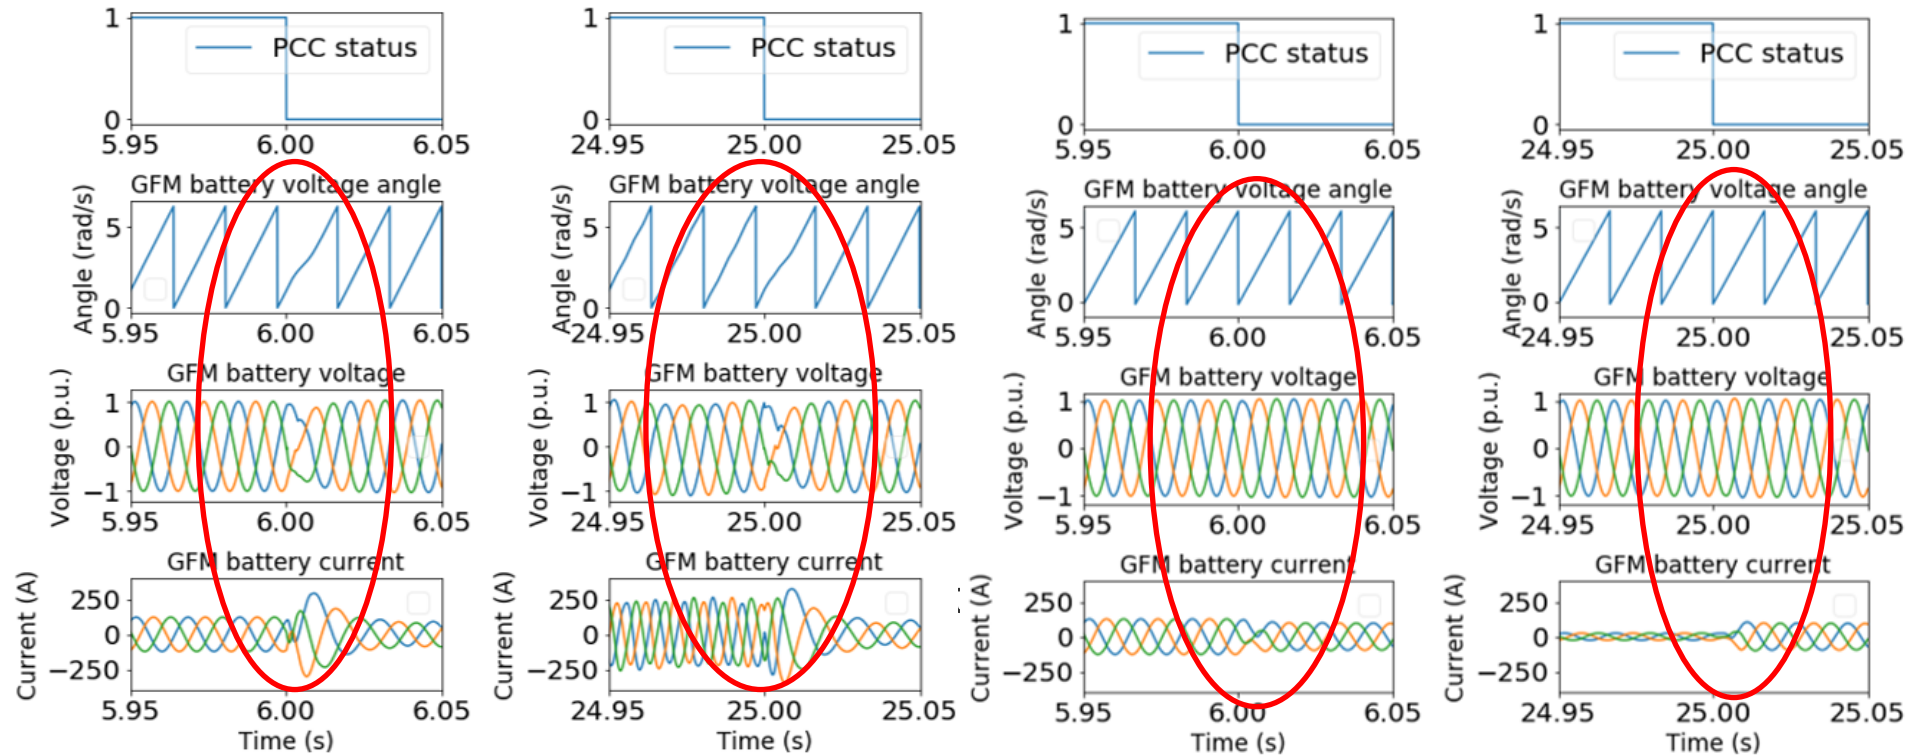 1
PCC status
0
5.95 6.00 6.05
GFM battery voltage angle
Angle (rad/s)
5
0
5.95 6.00 6.05
GFM battery voltage
Voltage (p.u.)
1
0
−1
5.95 6.00 6.05
GFM battery current
Current (A)
250
0
−250
5.95 6.00 6.05
Time (s)
1
PCC status
0
24.95 25.00 25.05
GFM battery voltage angle
Angle (rad/s)
5
0
24.95 25.00 25.05
GFM battery voltage
Voltage (p.u.)
1
0
−1
24.95 25.00 25.05
GFM battery current
Current (A)
250
0
−250
24.95 25.00 25.05
Time (s)
1
PCC status
0
5.95 6.00 6.05
GFM battery voltage angle
Angle (rad/s)
5
0
5.95 6.00 6.05
GFM battery voltage
Voltage (p.u.)
1
0
−1
5.95 6.00 6.05
GFM battery current
Current (A)
250
0
−250
5.95 6.00 6.05
Time (s)
1
PCC status
0
24.95 25.00 25.05
GFM battery voltage angle
Angle (rad/s)
5
0
24.95 25.00 25.05
GFM battery voltage
Voltage (p.u.)
1
0
−1
24.95 25.00 25.05
GFM battery current
Current (A)
250
0
−250
24.95 25.00 25.05
Time (s)